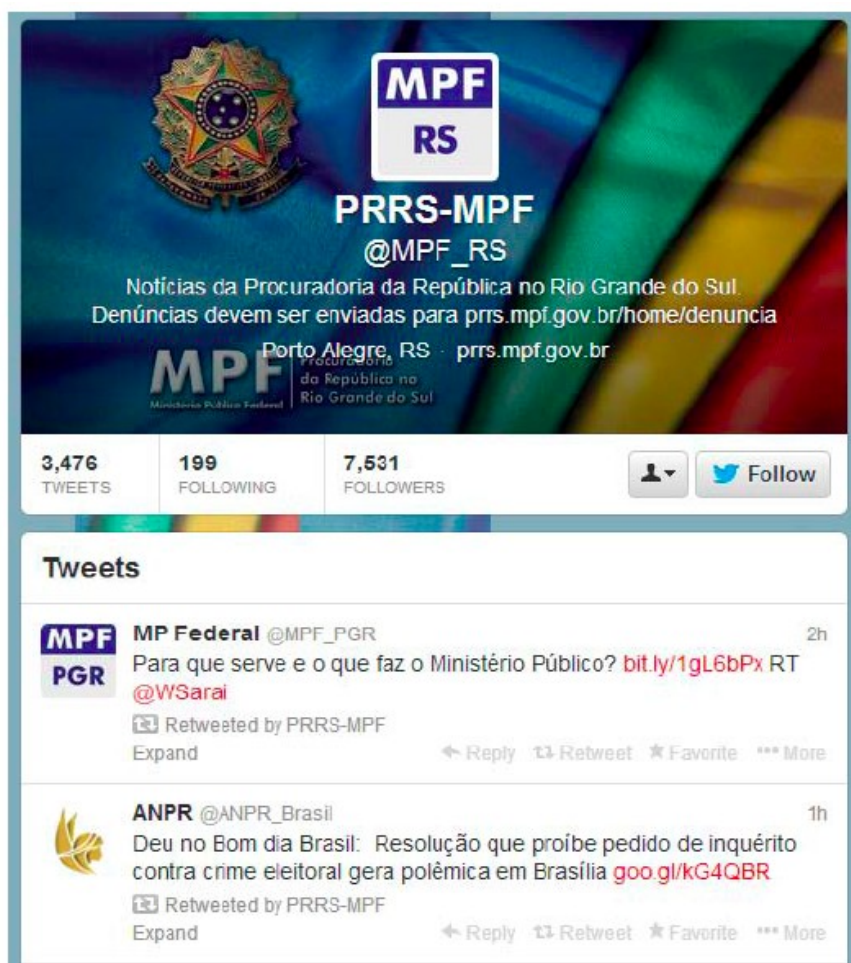 MPF
RS
PRRS-MPF
@MPF_RS
Notícias da Procuradoria da República no Rio Grande do Sul.
Denúncias devem ser enviadas para prrs.mpf.gov.br/home/denuncia
Porto Alegre, RS · prrs.mpf.gov.br
MPF
Procuradoria
da República no
Rio Grande do Sul
Ministério Público Federal
3,476
TWEETS
199
FOLLOWING
7,531
FOLLOWERS
Follow
Tweets
MPF
PGR
MP Federal @MPF_PGR 2h
Para que serve e o que faz o Ministério Público? bit.ly/1gL6bPx RT
@WSarai
Retweeted by PRRS-MPF
Expand Reply Retweet Favorite More
ANPR @ANPR_Brasil 1h
Deu no Bom dia Brasil: Resolução que proíbe pedido de inquérito
contra crime eleitoral gera polêmica em Brasília goo.gl/kG4QBR
Retweeted by PRRS-MPF
Expand Reply Retweet Favorite More